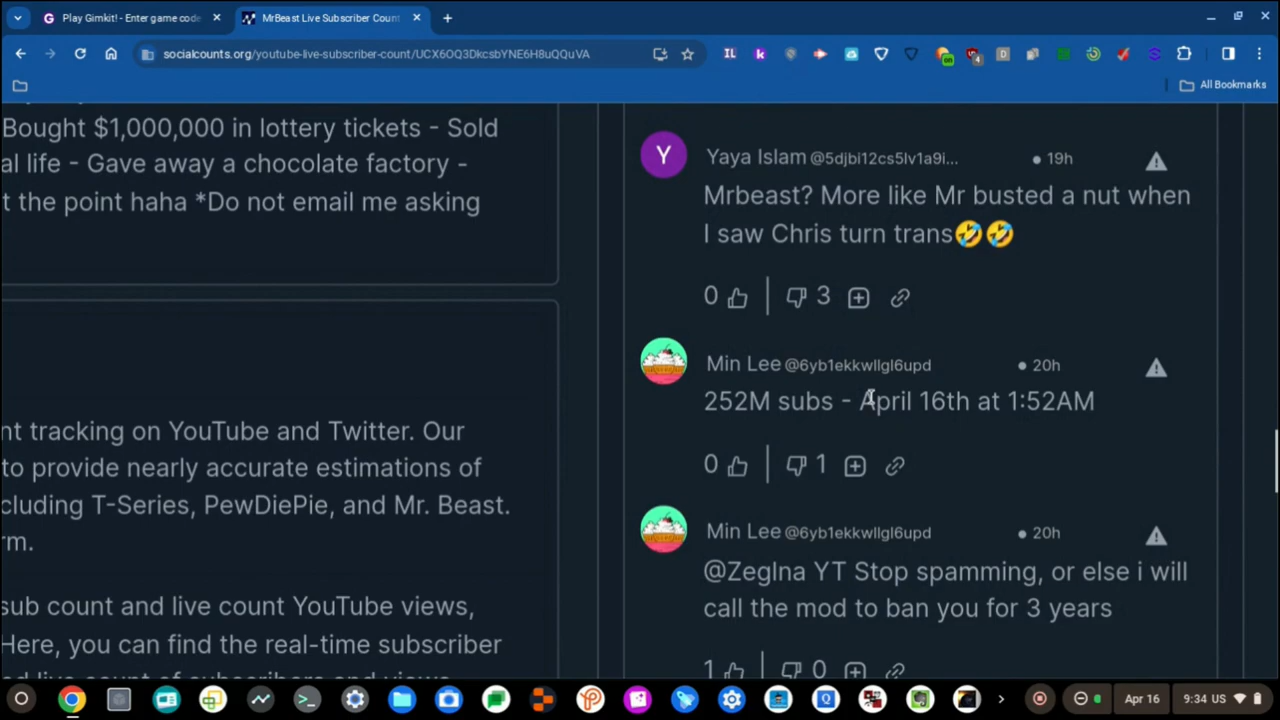 Play Gimkit! - Enter game code
MrBeast Live Subscriber Count
socialcounts.org/youtube-live-subscriber-count/UCX6OQ3DkcsbYNE6H8uQQuVA
All Bookmarks
Bought $1,000,000 in lottery tickets - Sold
al life - Gave away a chocolate factory -
t the point haha *Do not email me asking
nt tracking on YouTube and Twitter. Our
to provide nearly accurate estimations of
cluding T-Series, PewDiePie, and Mr. Beast.
rm.
sub count and live count YouTube views,
Here, you can find the real-time subscriber
Y
Yaya Islam @5djbi12cs5lv1a9i... • 19h
Mrbeast? More like Mr busted a nut when
I saw Chris turn trans🤣🤣
0 3
Min Lee @6yb1ekkwllgl6upd • 20h
252M subs - April 16th at 1:52AM
0 1
Min Lee @6yb1ekkwllgl6upd • 20h
@ZegIna YT Stop spamming, or else i will
call the mod to ban you for 3 years
1 0
Apr 16 9:34 US